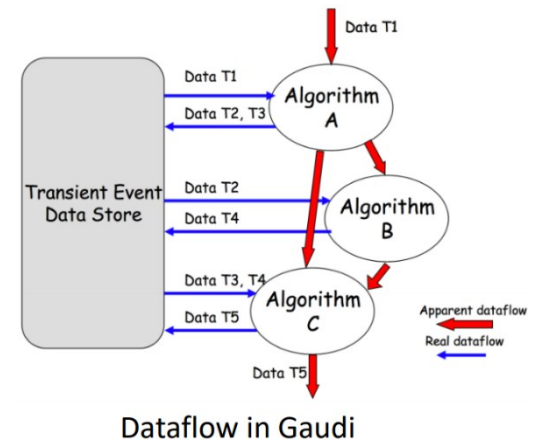 Data T1
Data T1
Algorithm
A
Data T2, T3
Transient Event
Data Store
Data T2
Algorithm
B
Data T4
Data T3, T4
Algorithm
C
Data T5
Apparent dataflow
Real dataflow
Data T5
Dataflow in Gaudi